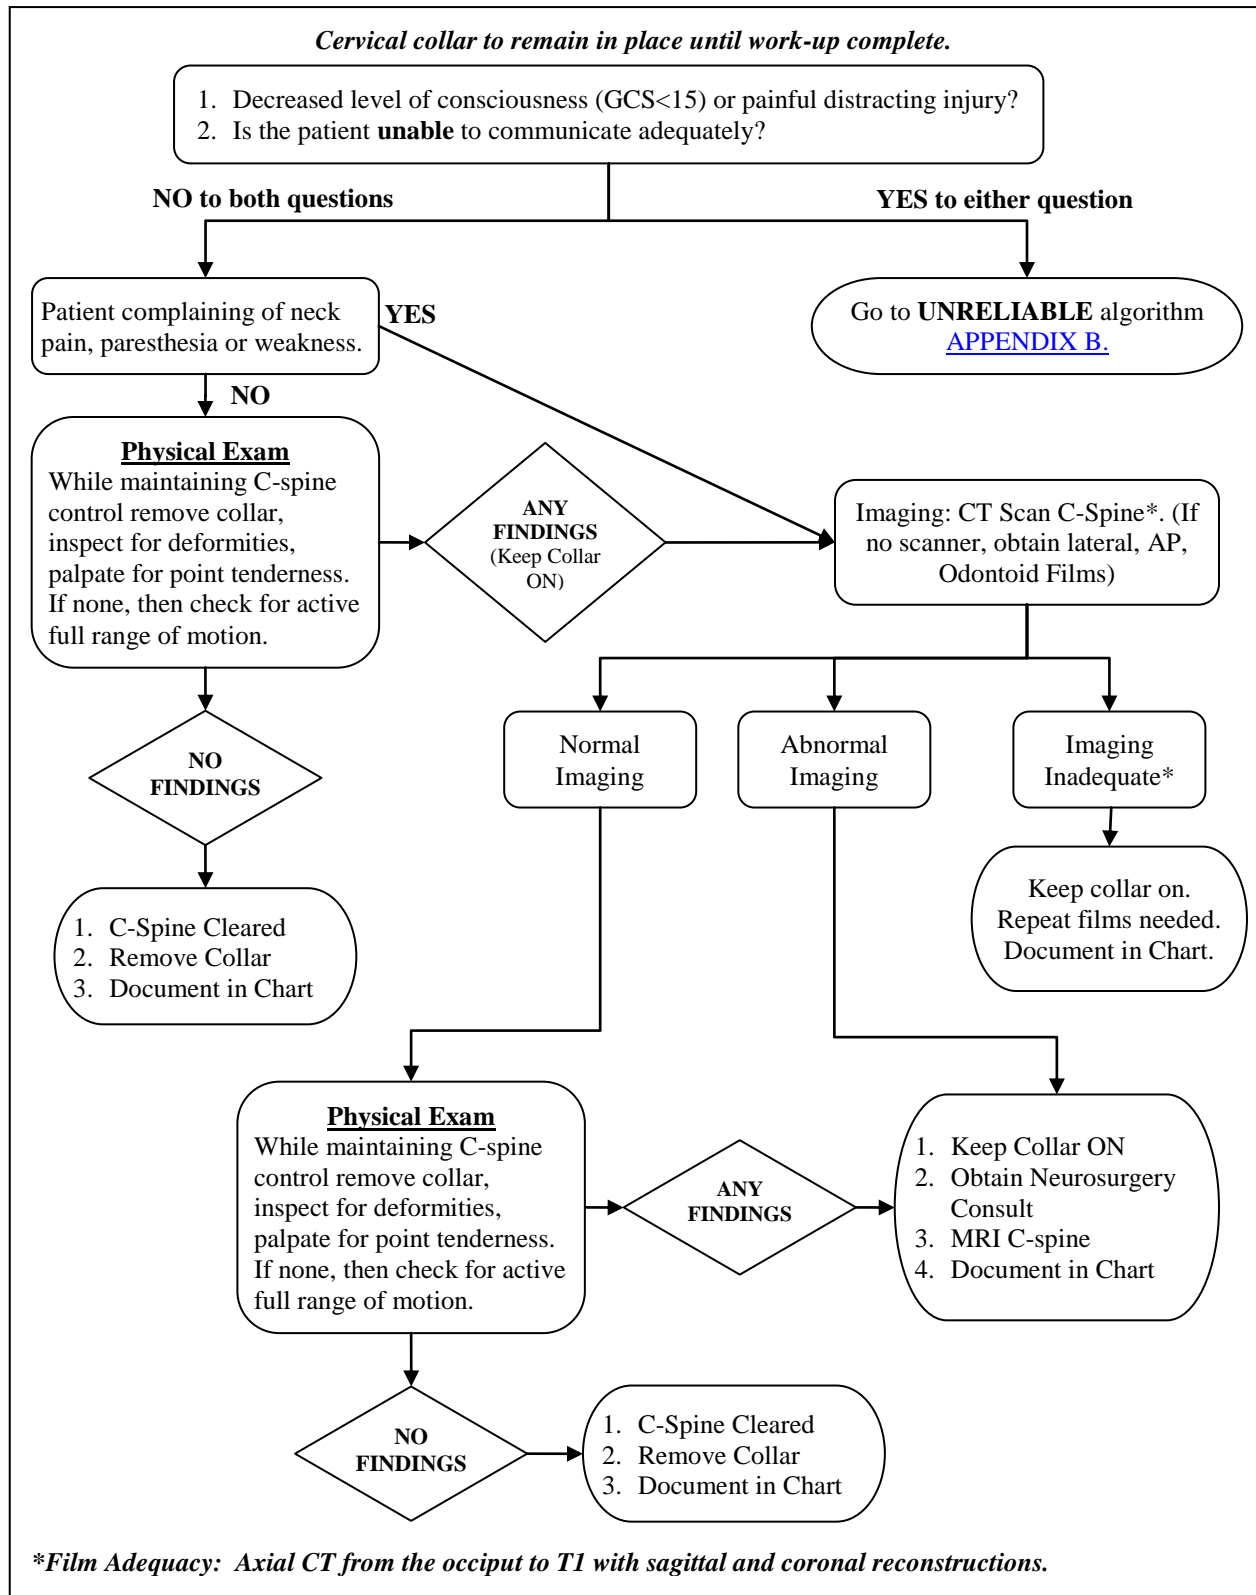 Cervical collar to remain in place until work-up complete.
1. Decreased level of consciousness (GCS<15) or painful distracting injury?
2. Is the patient unable to communicate adequately?
NO to both questions
YES to either question
Patient complaining of neck
pain, paresthesia or weakness.
YES
Go to UNRELIABLE algorithm
APPENDIX B.
NO
Physical Exam
While maintaining C-spine
control remove collar,
inspect for deformities,
palpate for point tenderness.
If none, then check for active
full range of motion.
ANY
FINDINGS
(Keep Collar
ON)
Imaging: CT Scan C-Spine*. (If
no scanner, obtain lateral, AP,
Odontoid Films)
NO
FINDINGS
Normal
Imaging
Abnormal
Imaging
Imaging
Inadequate*
1. C-Spine Cleared
2. Remove Collar
3. Document in Chart
Keep collar on.
Repeat films needed.
Document in Chart.
Physical Exam
While maintaining C-spine
control remove collar,
inspect for deformities,
palpate for point tenderness.
If none, then check for active
full range of motion.
ANY
FINDINGS
1. Keep Collar ON
2. Obtain Neurosurgery
Consult
3. MRI C-spine
4. Document in Chart
NO
FINDINGS
1. C-Spine Cleared
2. Remove Collar
3. Document in Chart
*Film Adequacy: Axial CT from the occiput to T1 with sagittal and coronal reconstructions.